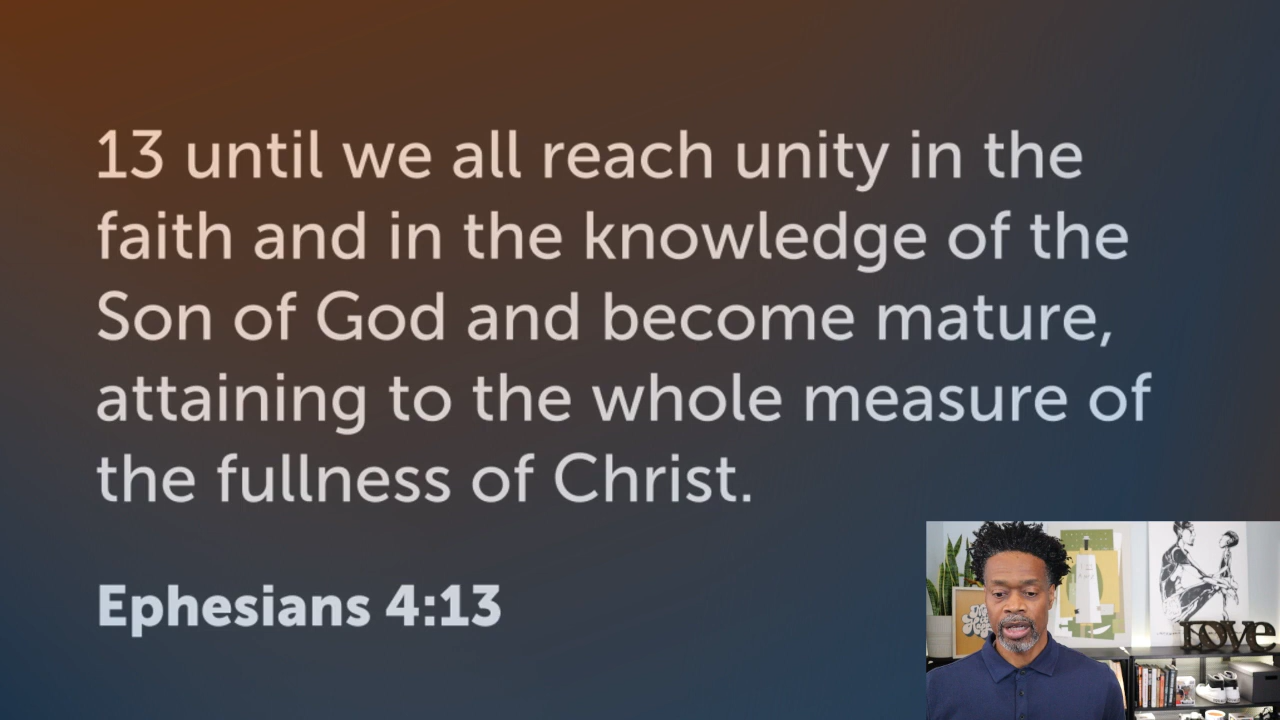 13 until we all reach unity in the
faith and in the knowledge of the
Son of God and become mature,
attaining to the whole measure of
the fullness of Christ.
Ephesians 4:13
love